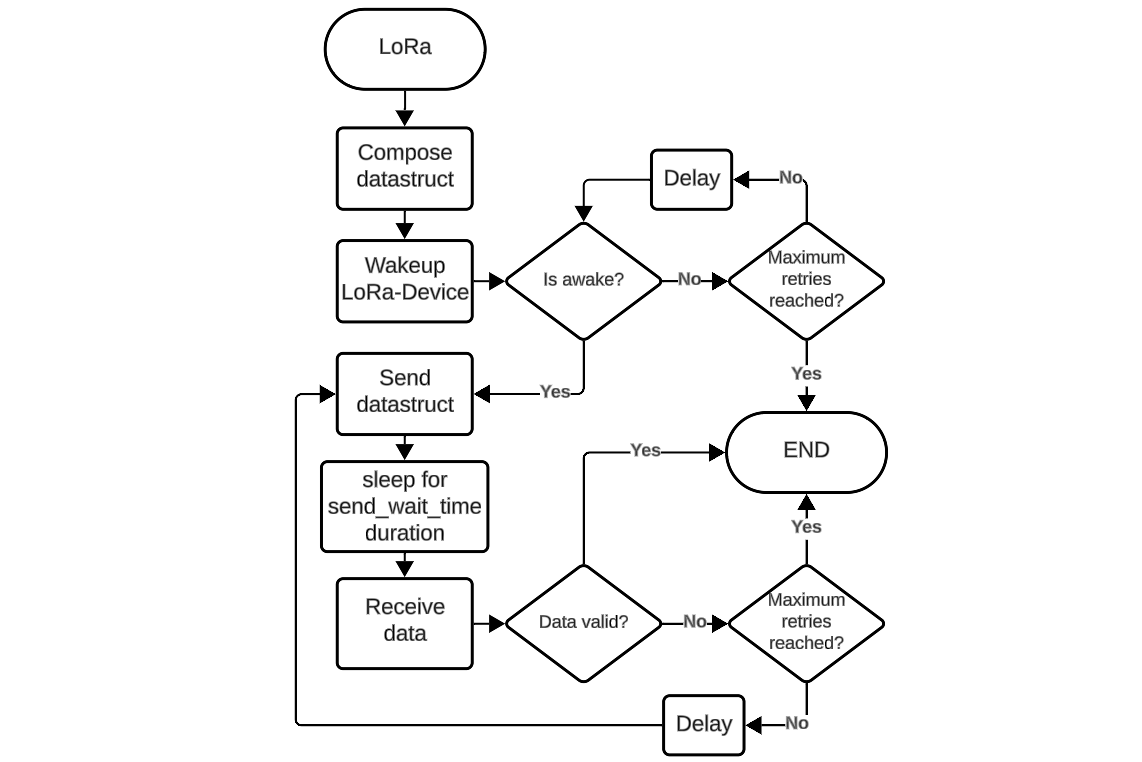 LoRa
Compose
datastruct
Wakeup
LoRa-Device
Is awake?
No
Maximum
retries
reached?
No
Delay
Yes
Yes
Send
datastruct
sleep for
send_wait_time
duration
Receive
data
Data valid?
Yes
END
No
Maximum
retries
reached?
Yes
No
Delay